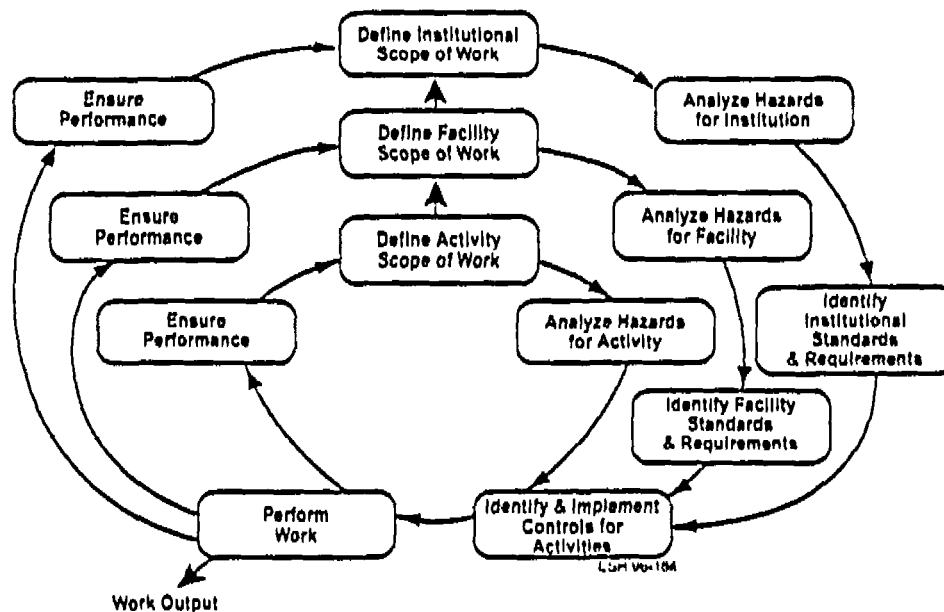 Define Institutional
Scope of Work
Ensure
Performance
Analyze Hazards
for Institution
Define Facility
Scope of Work
Ensure
Performance
Analyze Hazards
for Facility
Define Activity
Scope of Work
Ensure
Performance
Analyze Hazards
for Activity
Identify
Institutional
Standards
& Requirements
Identify Facility
Standards
& Requirements
Perform
Work
Identify & Implement
Controls for
Activities
Work Output